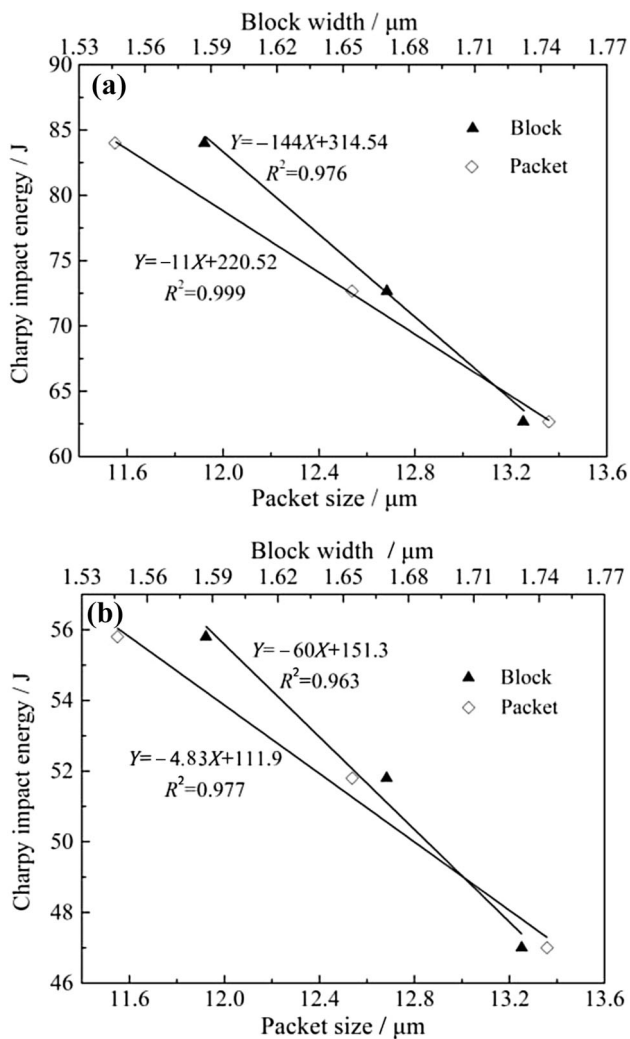 Block width / μm
1.53 1.56 1.59 1.62 1.65 1.68 1.71 1.74 1.77
(a)
90
85
80
75
70
65
60
Charpy impact energy / J
Y=−144X+314.54
R²=0.976
Block
Packet
Y=−11X+220.52
R²=0.999
11.6 12.0 12.4 12.8 13.2 13.6
Packet size / μm
Block width / μm
1.53 1.56 1.59 1.62 1.65 1.68 1.71 1.74 1.77
(b)
56
54
52
50
48
46
Charpy impact energy / J
Y=−60X+151.3
R²=0.963
Block
Packet
Y=−4.83X+111.9
R²=0.977
11.6 12.0 12.4 12.8 13.2 13.6
Packet size / μm